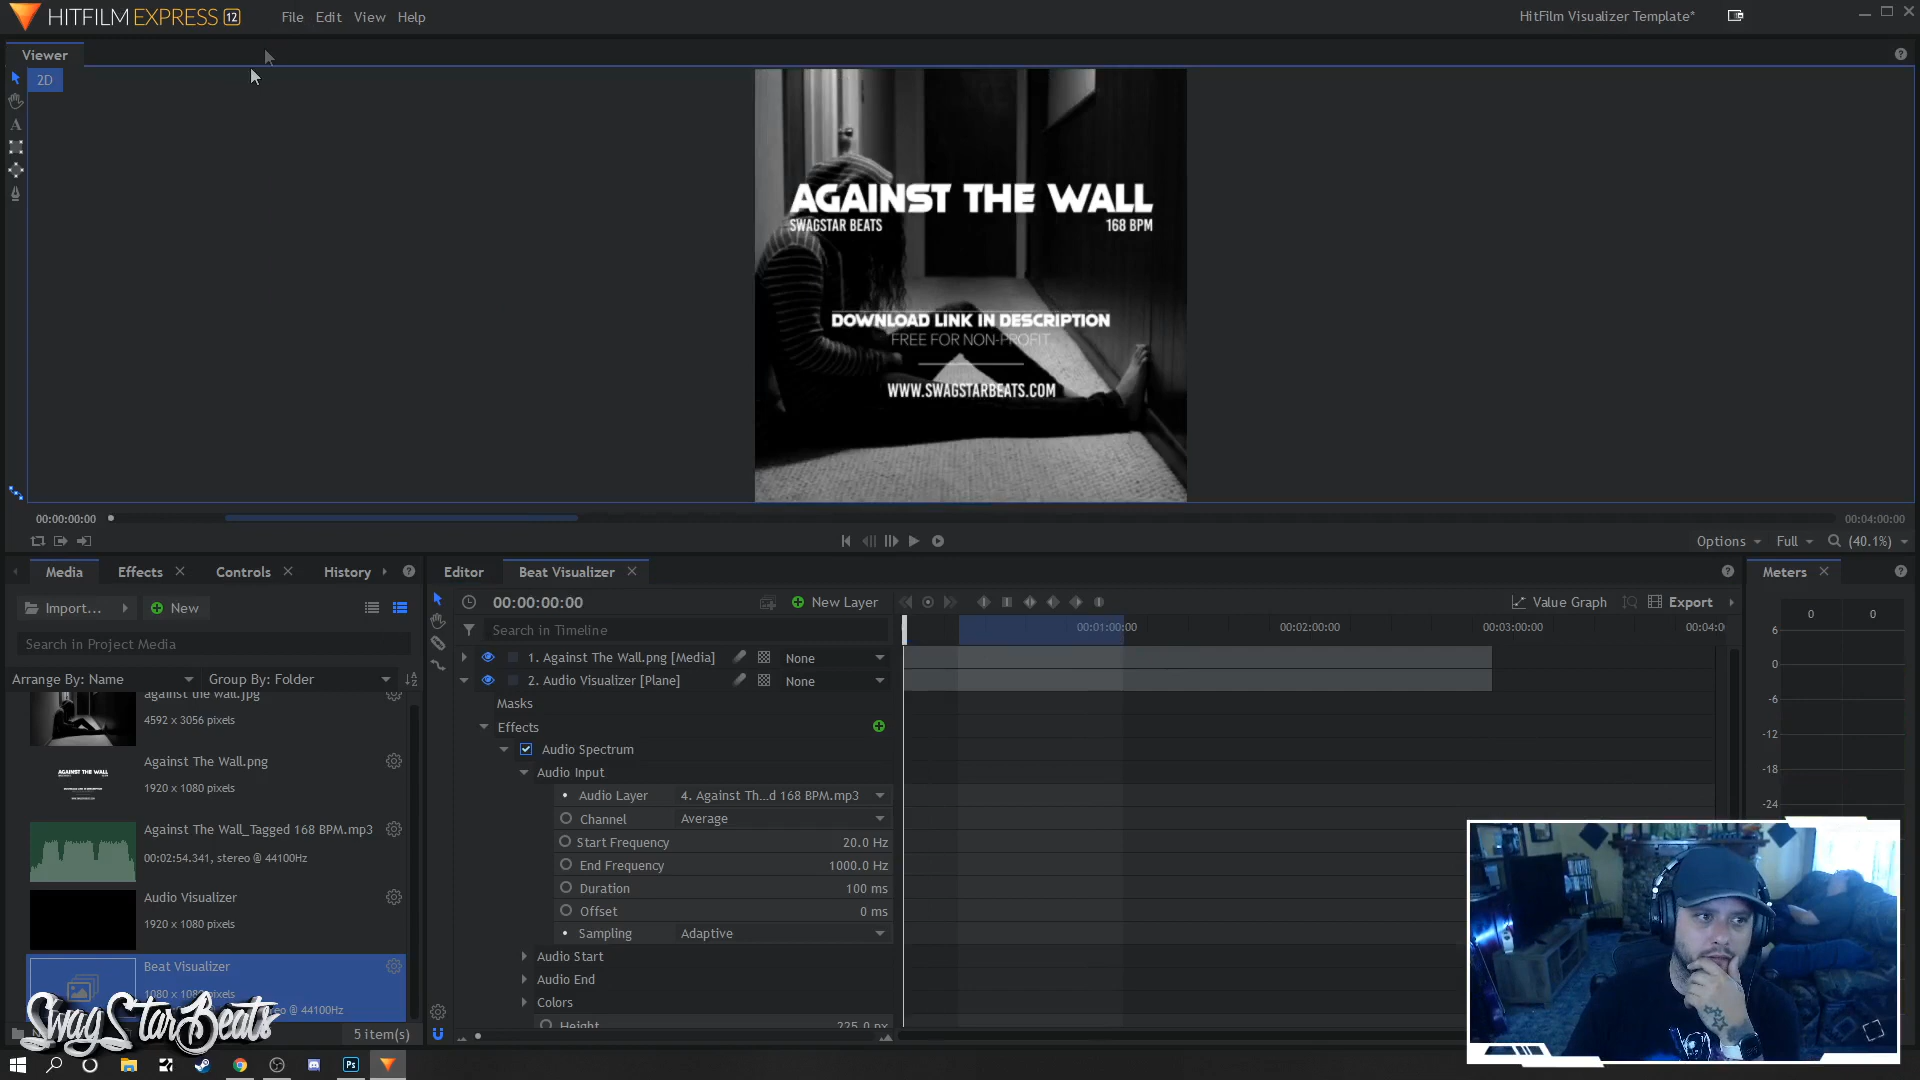 HITFILM EXPRESS 12
File Edit View Help
HitFilm Visualizer Template*
Viewer
2D
AGAINST THE WALL
SWAGSTAR BEATS 168 BPM
DOWNLOAD LINK IN DESCRIPTION
FREE FOR NON-PROFIT
WWW.SWAGSTARBEATS.COM
00:00:00:00
00:04:00:00
Options Full (40.1%)
Media Effects Controls History
Editor Beat Visualizer
Meters
Import... New
Search in Project Media
Arrange By: Name Group By: Folder
against the wall.jpg
4592 x 3056 pixels
Against The Wall.png
1920 x 1080 pixels
Against The Wall_Tagged 168 BPM.mp3
00:02:54.341, stereo @ 44100Hz
Audio Visualizer
1920 x 1080 pixels
Beat Visualizer
SwagStarBeats
@ 44100Hz
5 item(s)
00:00:00:00
New Layer
Value Graph Export
Search in Timeline
00:01:00:00 00:02:00:00 00:03:00:00 00:04:0
1. Against The Wall.png [Media] None
2. Audio Visualizer [Plane] None
Masks
Effects
Audio Spectrum
Audio Input
Audio Layer 4. Against Th...d 168 BPM.mp3
Channel Average
Start Frequency 20.0 Hz
End Frequency 1000.0 Hz
Duration 100 ms
Offset 0 ms
Sampling Adaptive
Audio Start
Audio End
Colors
Height 225.0 px
0 0
6
0
-6
-12
-18
-24
Ps